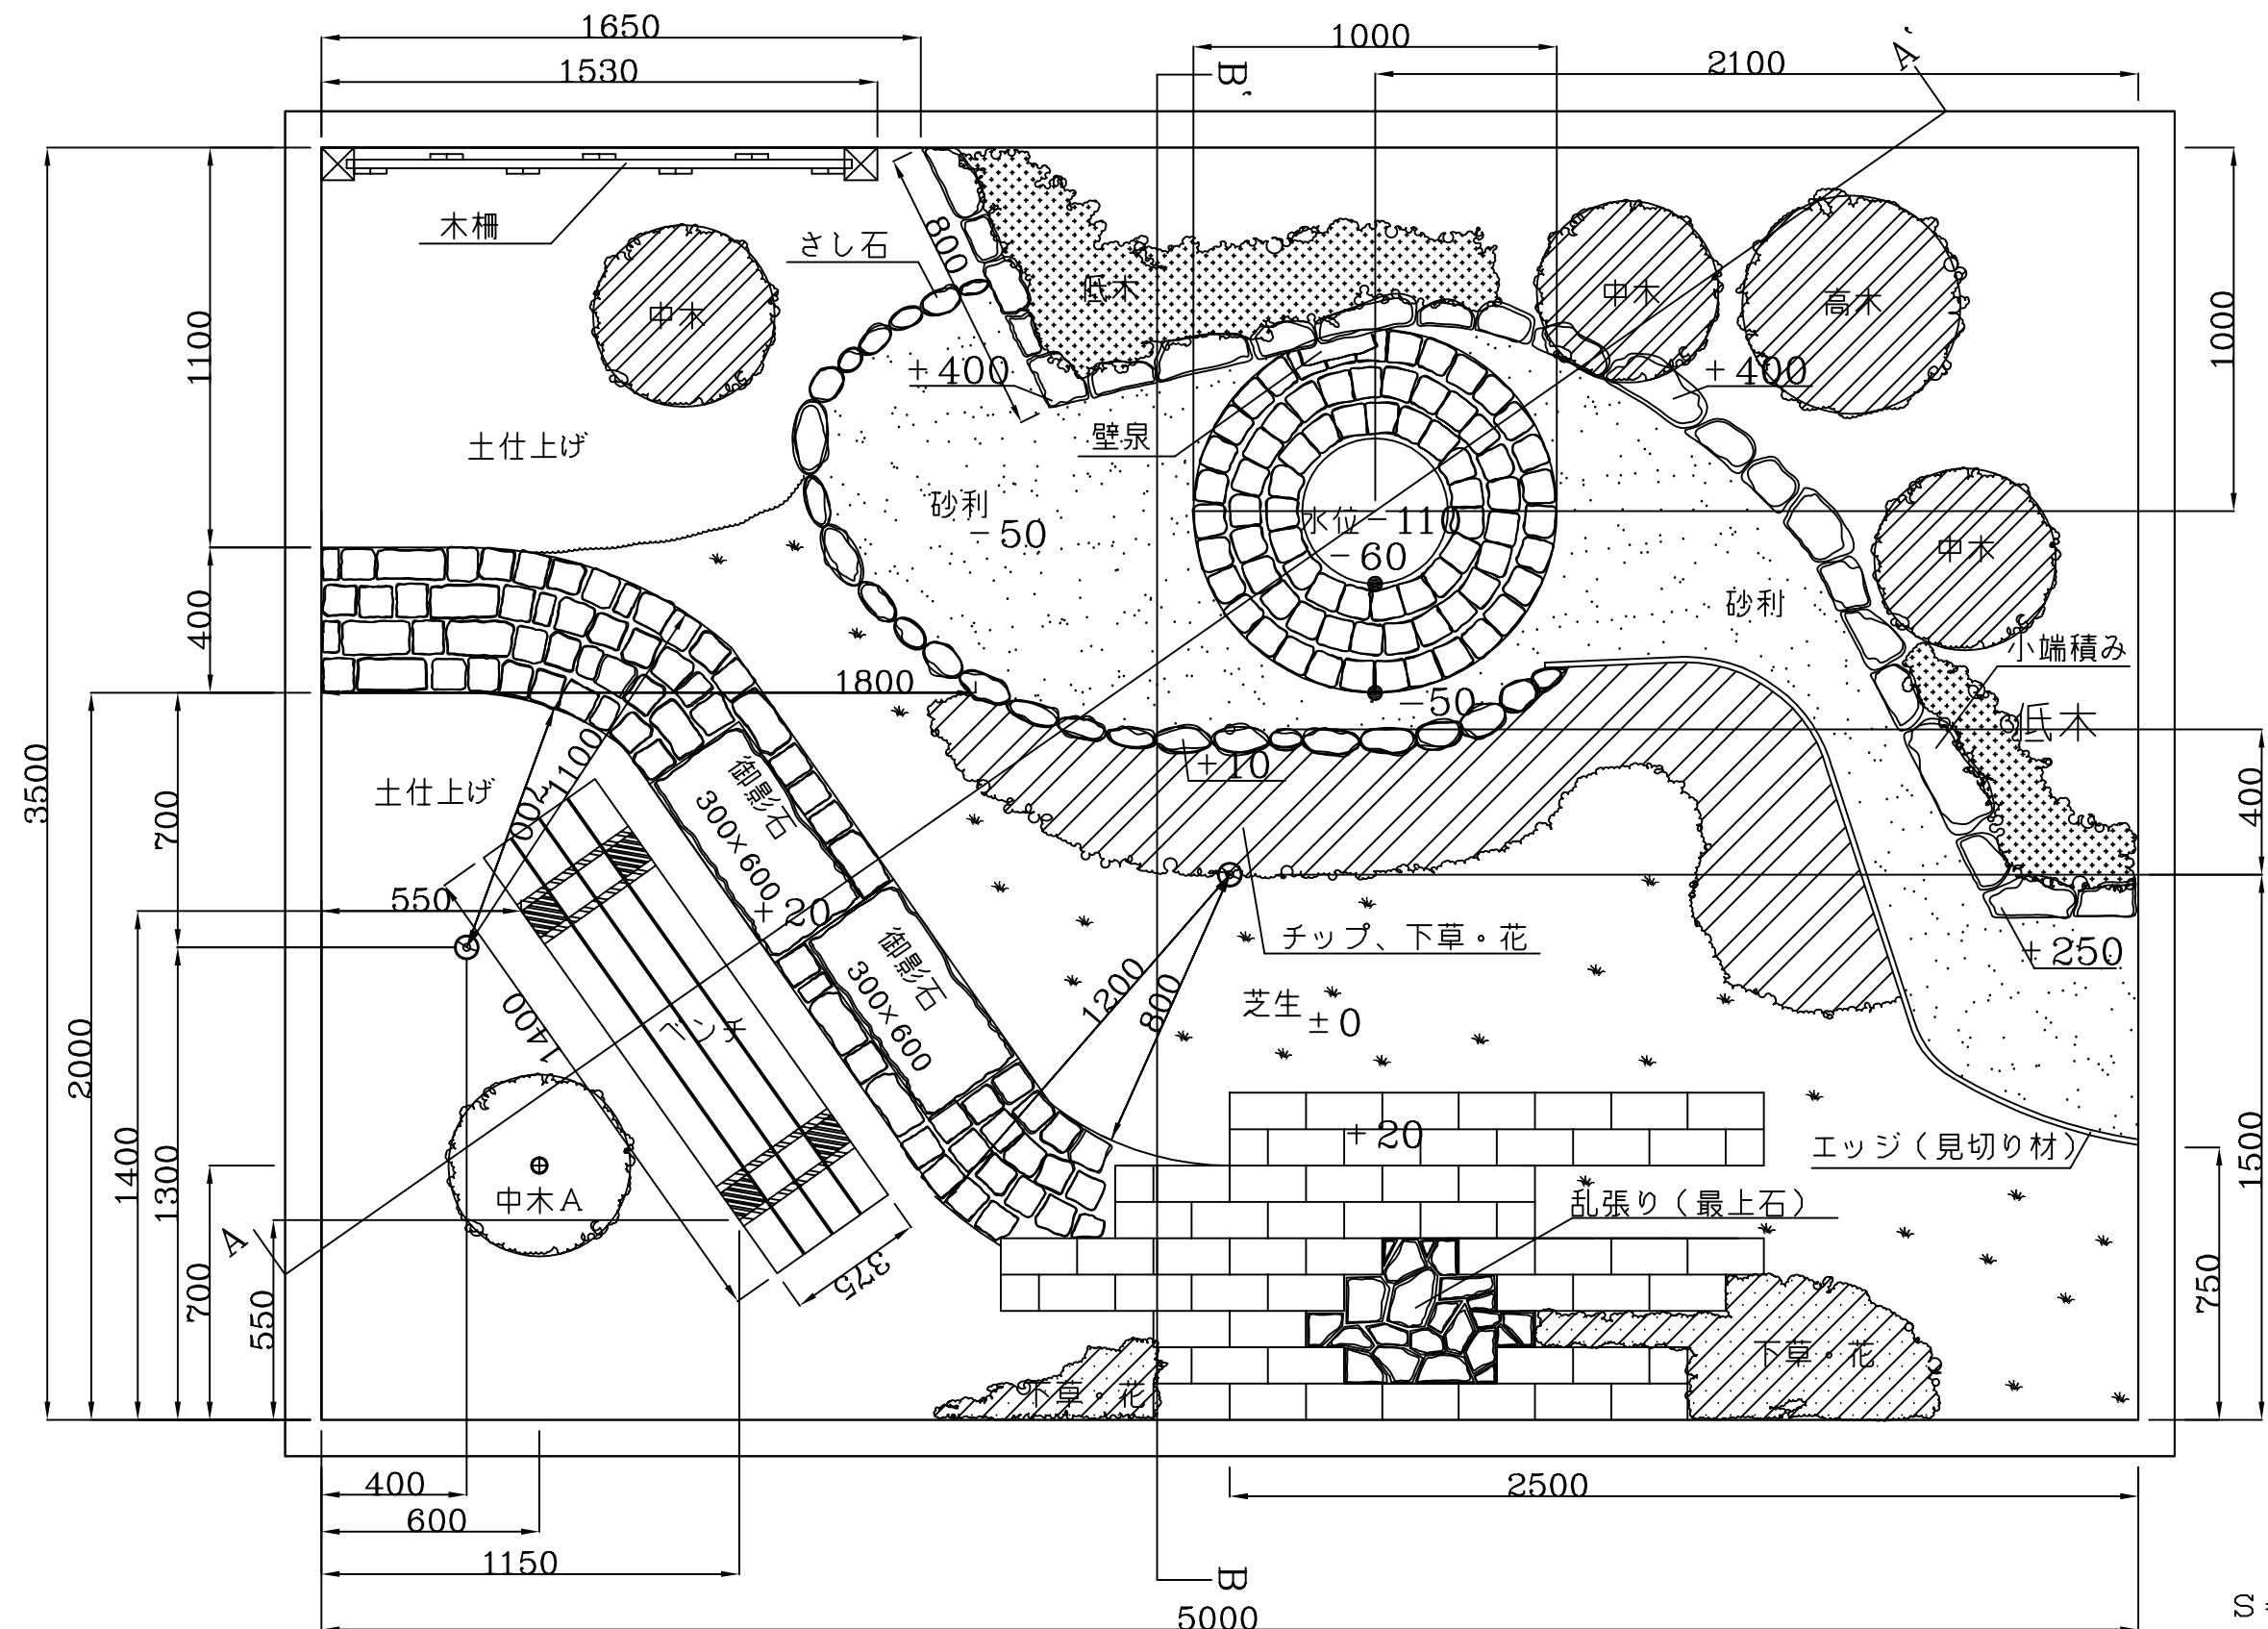 1650
1000
2100
A'
1530
B'
木柵
さし石
800
低木
中木
中木
高木
1100
1000
+400
+400
壁泉
土仕上げ
砂利
-50
水位-110
-60
中木
砂利
400
小端積み
1800
-50
低木
3500
700
土仕上げ
1100
700
御影石
300×600
+10
400
550
+20
御影石
300×600
チップ、下草・花
+250
1200
800
芝生
±0
2000
1400
ベンチ
1400
1300
+20
エッジ(見切り材)
1500
中木A
乱張り(最上石)
A
700
550
375
750
下草・花
下草・花
400
2500
600
1150
B
5000
S